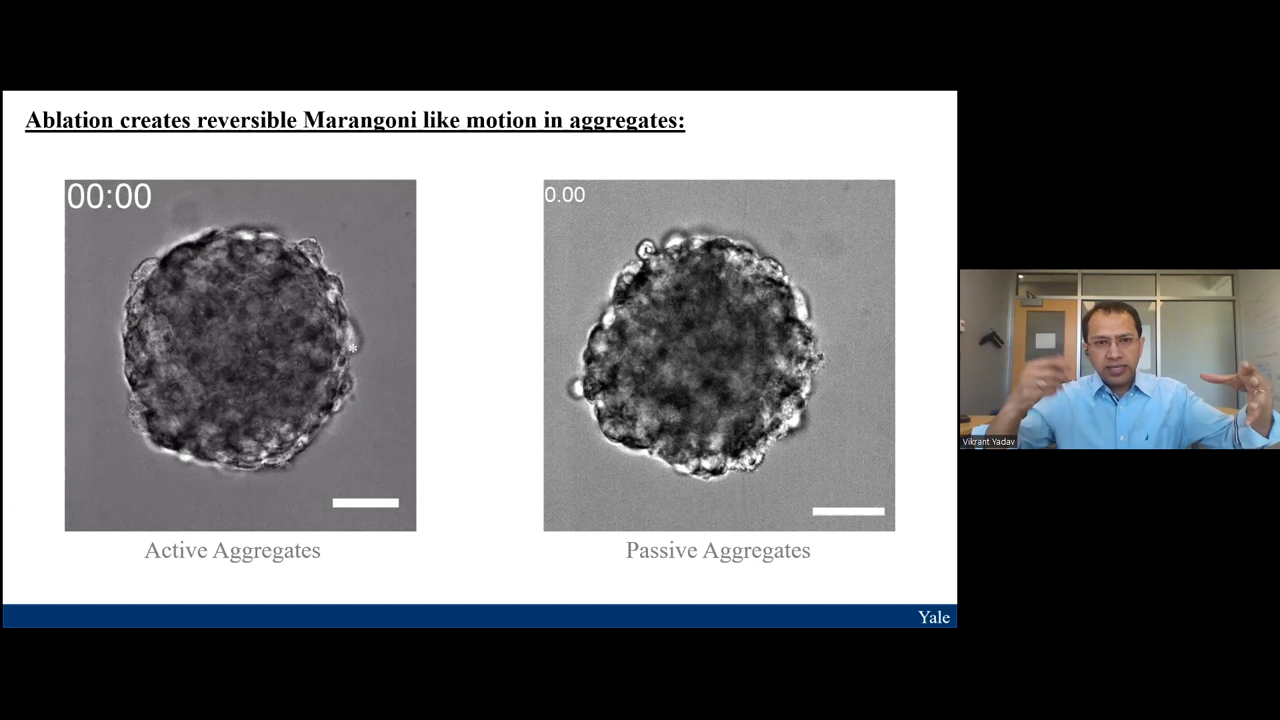 Ablation creates reversible Marangoni like motion in aggregates:
00:00
0.00
*
Active Aggregates
Passive Aggregates
Yale
Vikrant Yadav